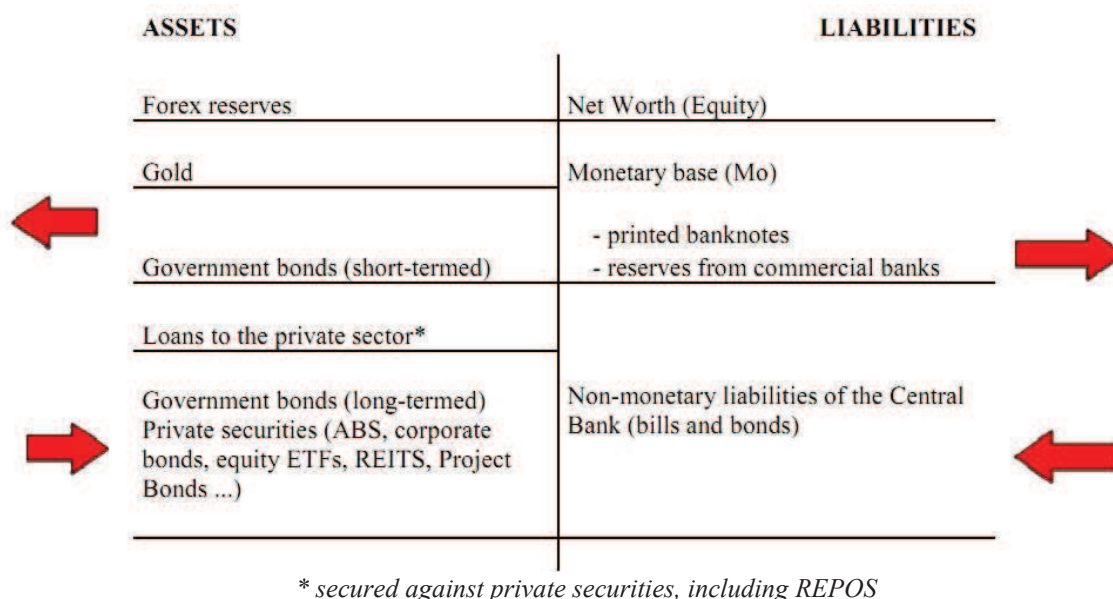 ASSETS
LIABILITIES
Forex reserves
Net Worth (Equity)
Gold
Monetary base (Mo)
- printed banknotes
Government bonds (short-termed)
- reserves from commercial banks
Loans to the private sector*
Government bonds (long-termed)
Private securities (ABS, corporate
bonds, equity ETFs, REITS, Project
Bonds ...)
Non-monetary liabilities of the Central
Bank (bills and bonds)
* secured against private securities, including REPOS